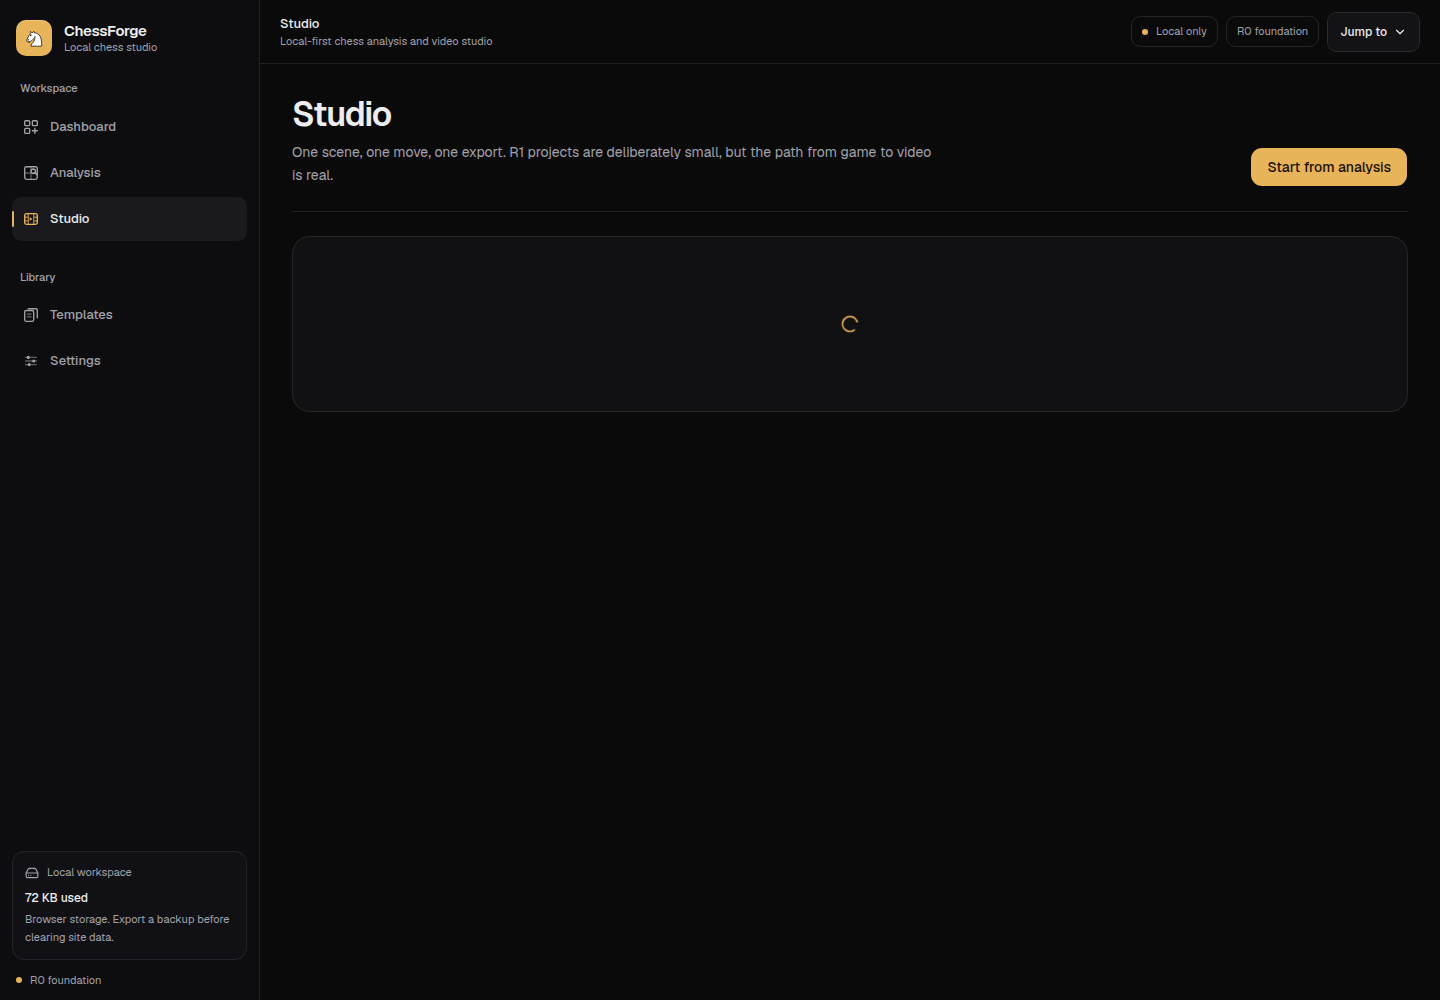 ChessForge
Local chess studio
Workspace
Dashboard
Analysis
Studio
Library
Templates
Settings
Local workspace
72 KB used
Browser storage. Export a backup before
clearing site data.
R0 foundation
Studio
Local-first chess analysis and video studio
Local only
R0 foundation
Jump to
Studio
One scene, one move, one export. R1 projects are deliberately small, but the path from game to video
is real.
Start from analysis